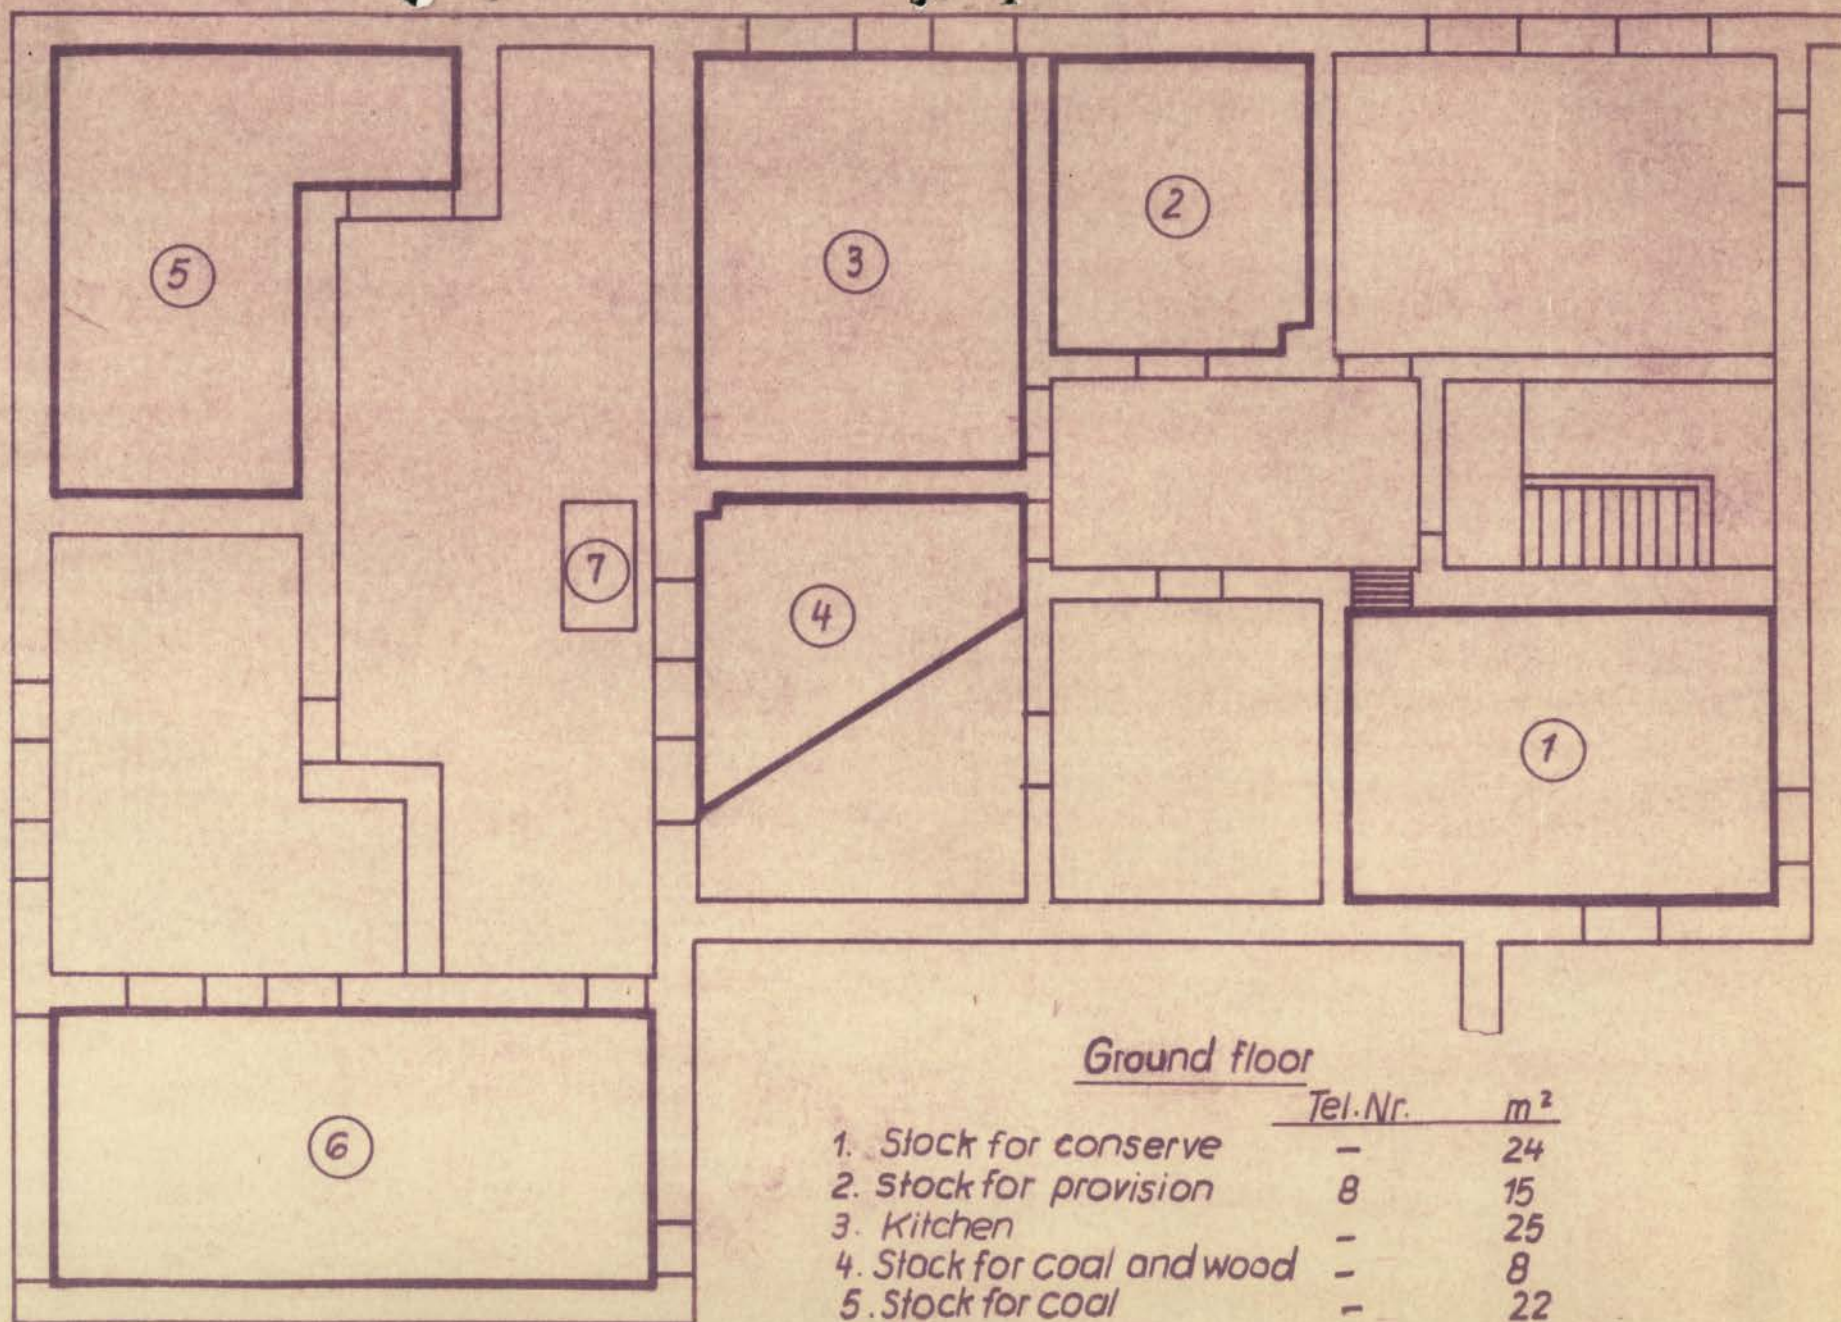 5
3
2
7
4
1
6
Ground floor
Tel. Nr. m²
1. Stock for conserve - 24
2. Stock for provision 8 15
3. Kitchen - 25
4. Stock for coal and wood - 8
5. Stock for coal - 22